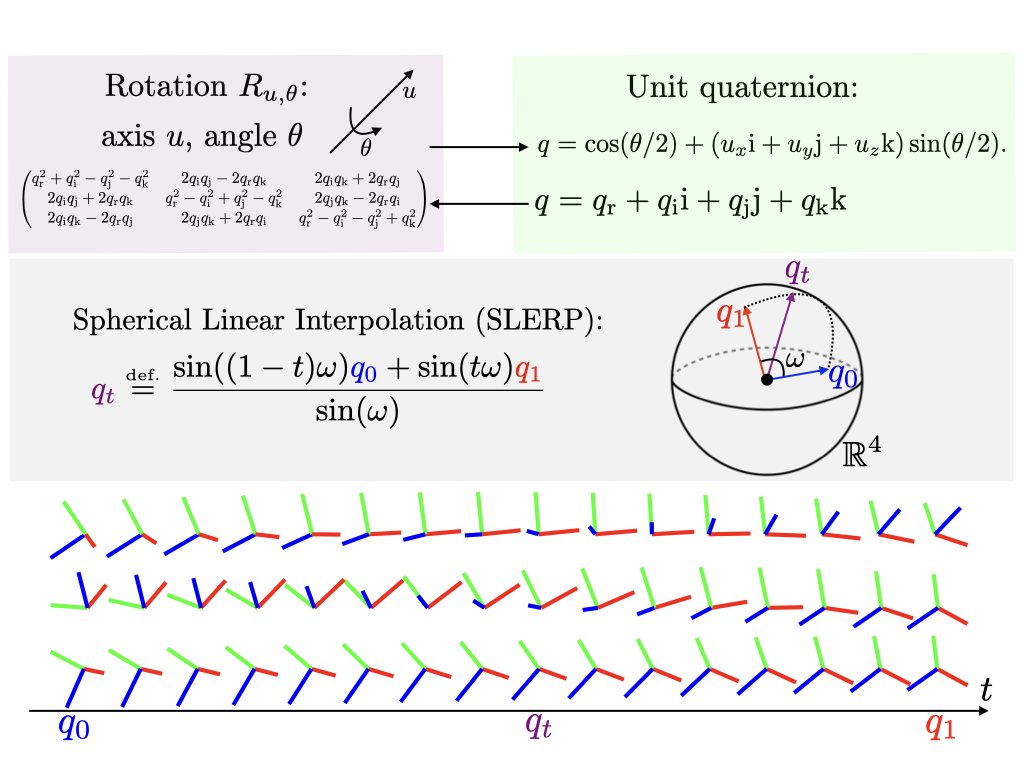 Rotation R_{u,θ}:
axis u, angle θ
u
θ
q_r^2 + q_i^2 − q_j^2 − q_k^2  2q_iq_j − 2q_rq_k  2q_iq_k + 2q_rq_j
2q_iq_j + 2q_rq_k  q_r^2 − q_i^2 + q_j^2 − q_k^2  2q_jq_k − 2q_rq_i
2q_iq_k − 2q_rq_j  2q_jq_k + 2q_rq_i  q_r^2 − q_i^2 − q_j^2 + q_k^2
Unit quaternion:
q = cos(θ/2) + (u_x i + u_y j + u_z k) sin(θ/2).
q = q_r + q_i i + q_j j + q_k k
Spherical Linear Interpolation (SLERP):
q_t \overset{def.}{=} \frac{sin((1 − t)ω)q_0 + sin(tω)q_1}{sin(ω)}
q_t
q_1
ω
q_0
ℝ^4
t
q_0 q_t q_1